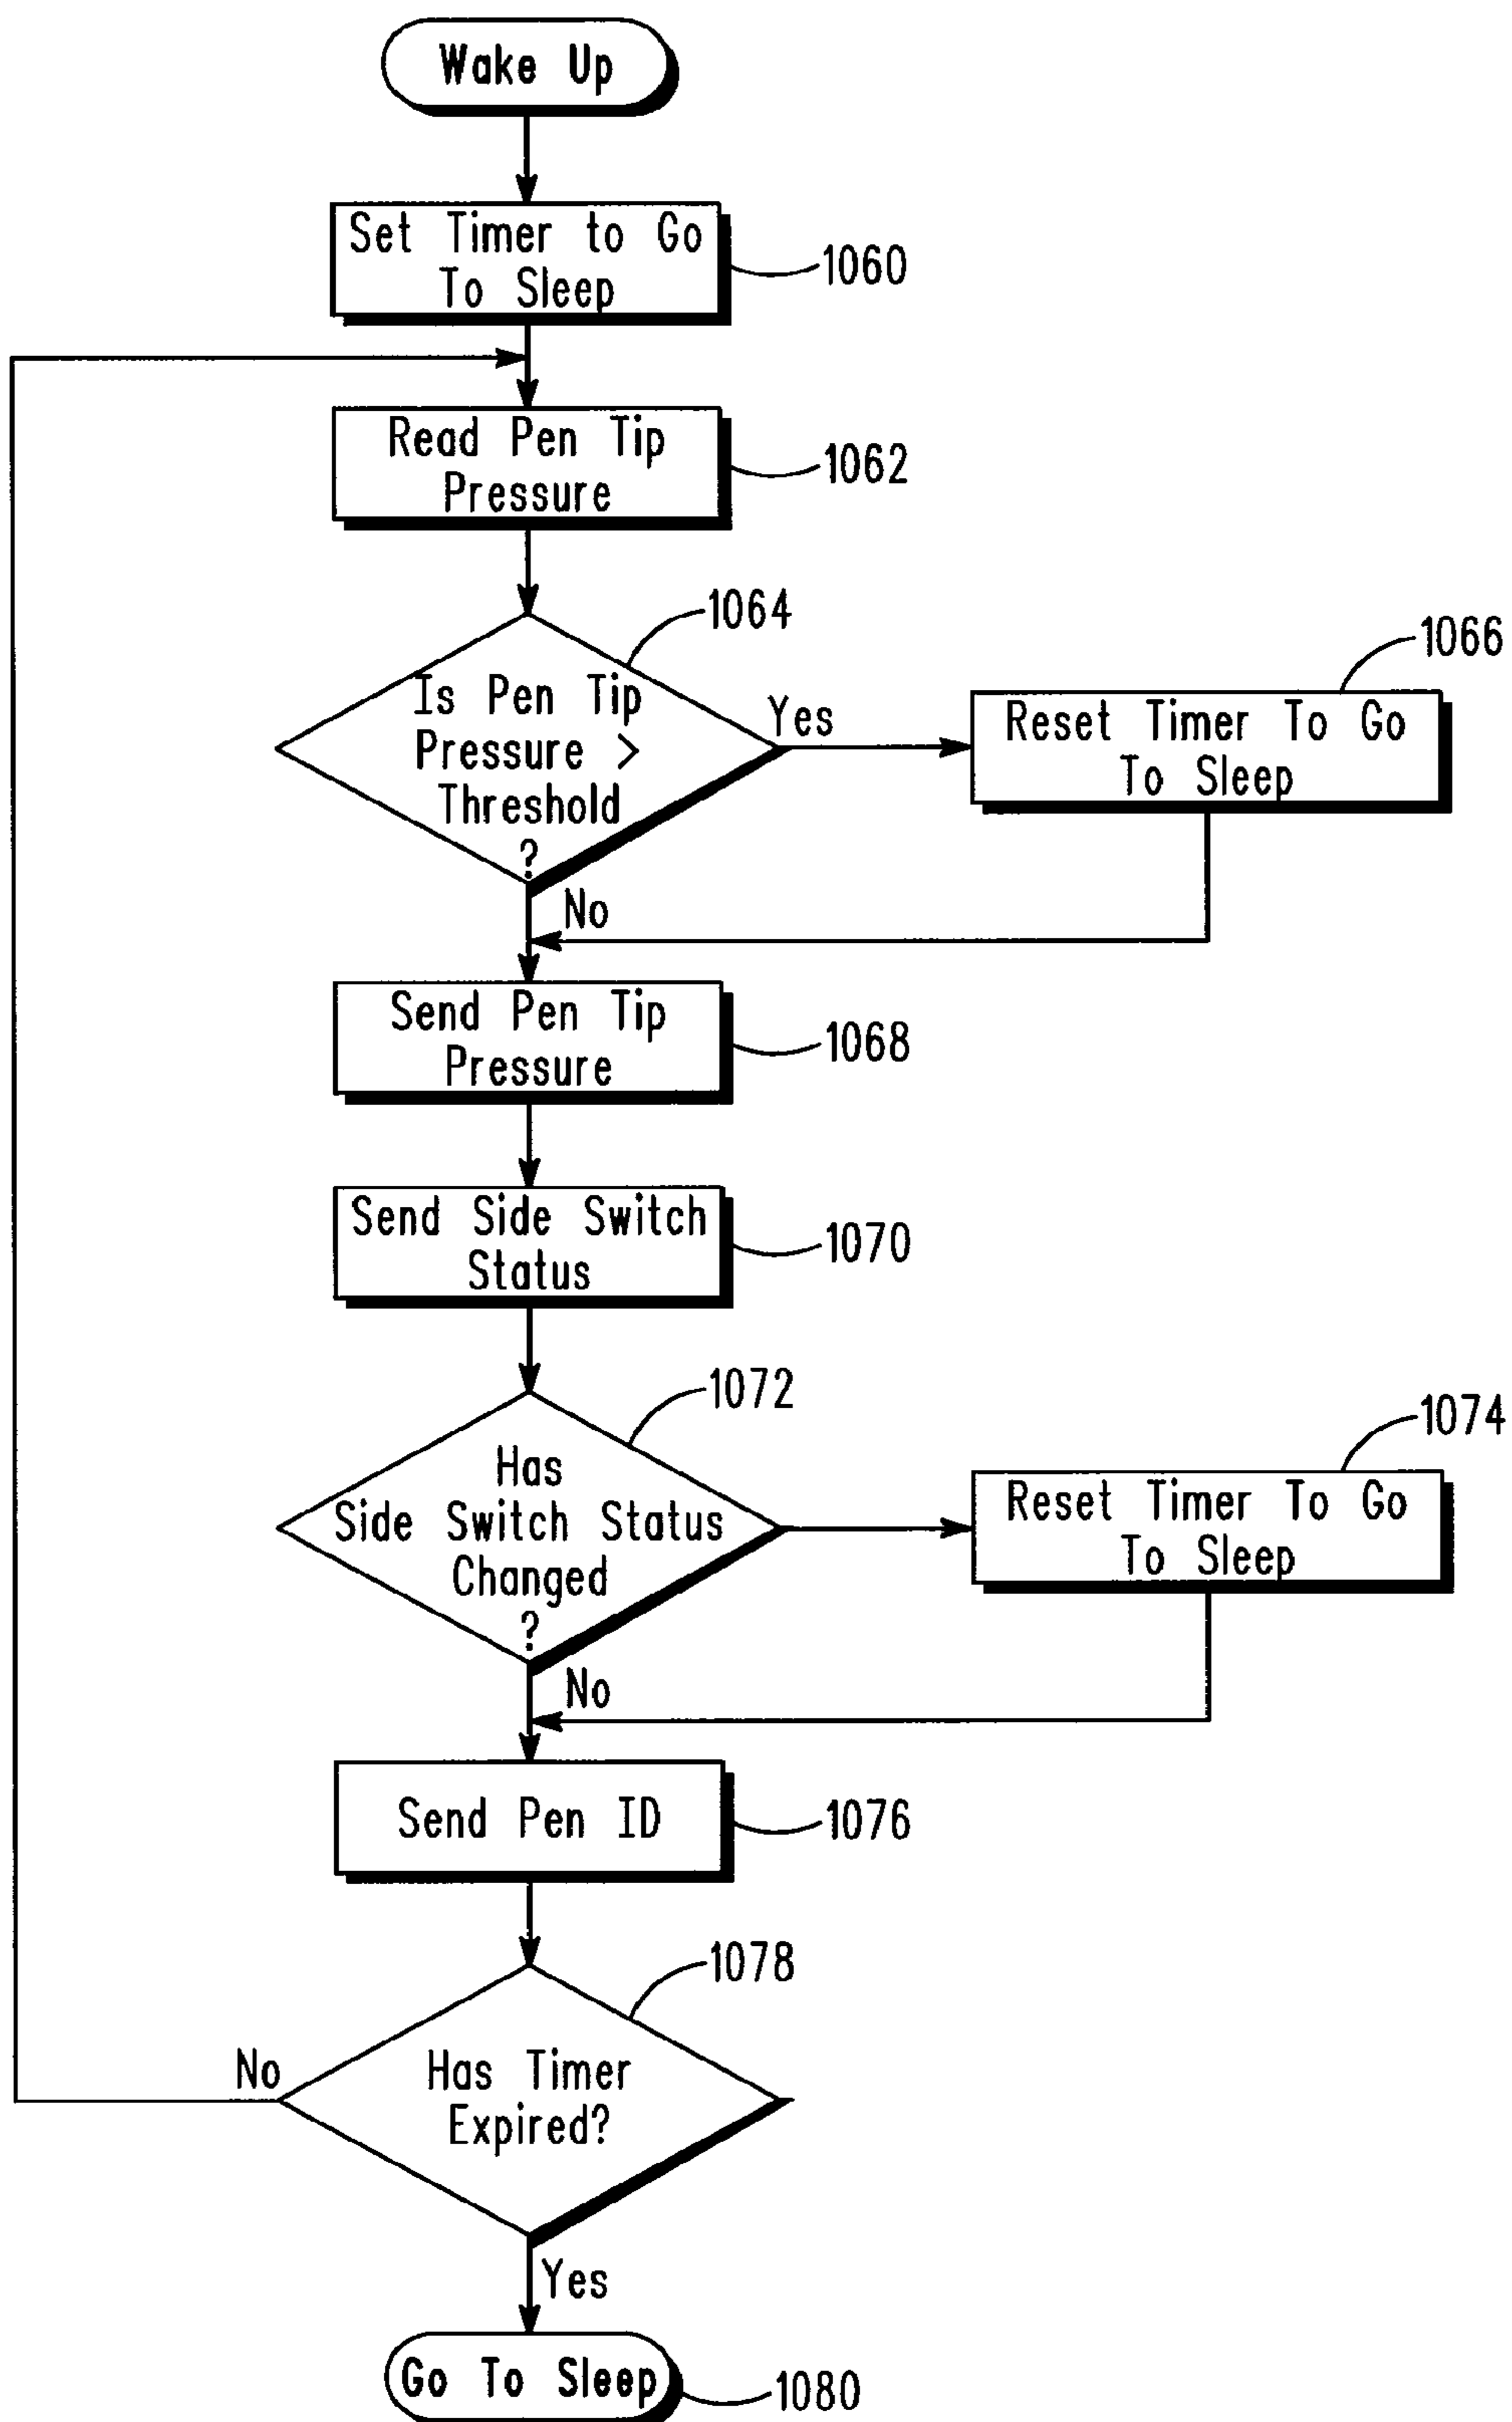 Wake Up
Set Timer to Go
To Sleep
1060
Read Pen Tip
Pressure
1062
1064
Is Pen Tip
Pressure >
Threshold
?
Yes
No
1066
Reset Timer To Go
To Sleep
Send Pen Tip
Pressure
1068
Send Side Switch
Status
1070
1072
Has
Side Switch Status
Changed
?
No
1074
Reset Timer To Go
To Sleep
Send Pen ID
1076
1078
Has Timer
Expired?
No
Yes
Go To Sleep
1080